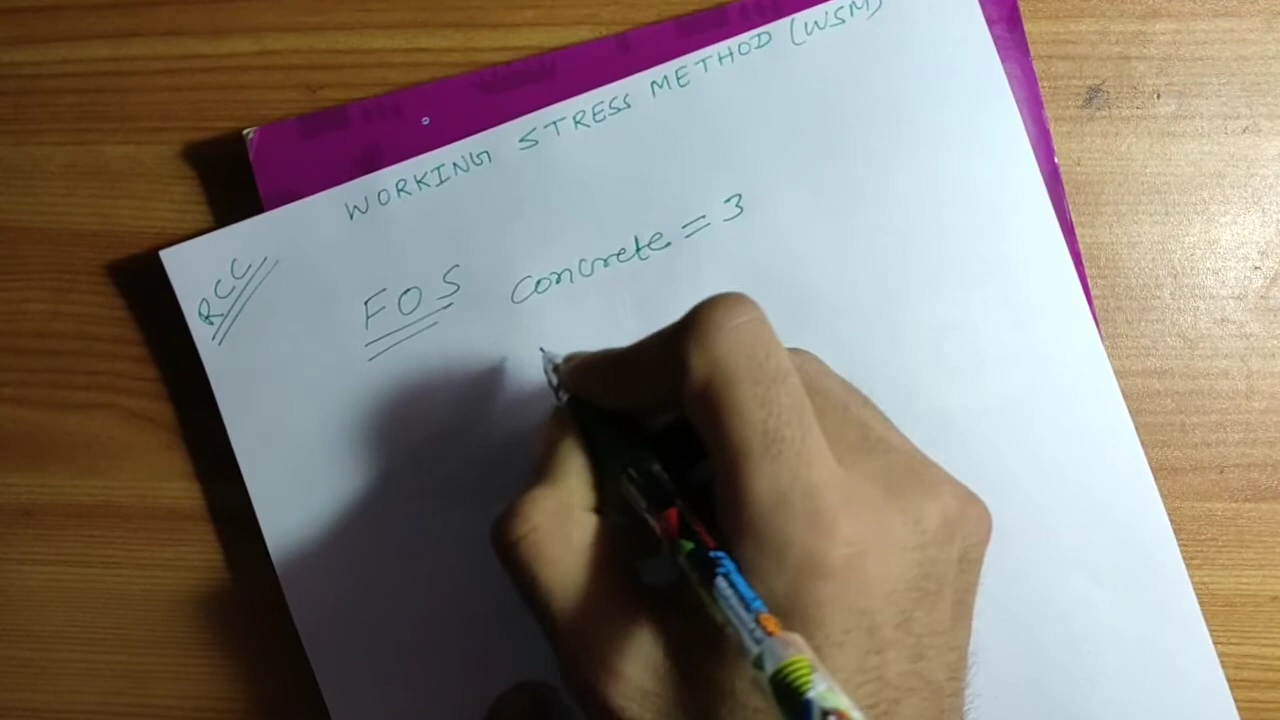 WORKING STRESS METHOD (WSM)
RCC
FOS concrete = 3